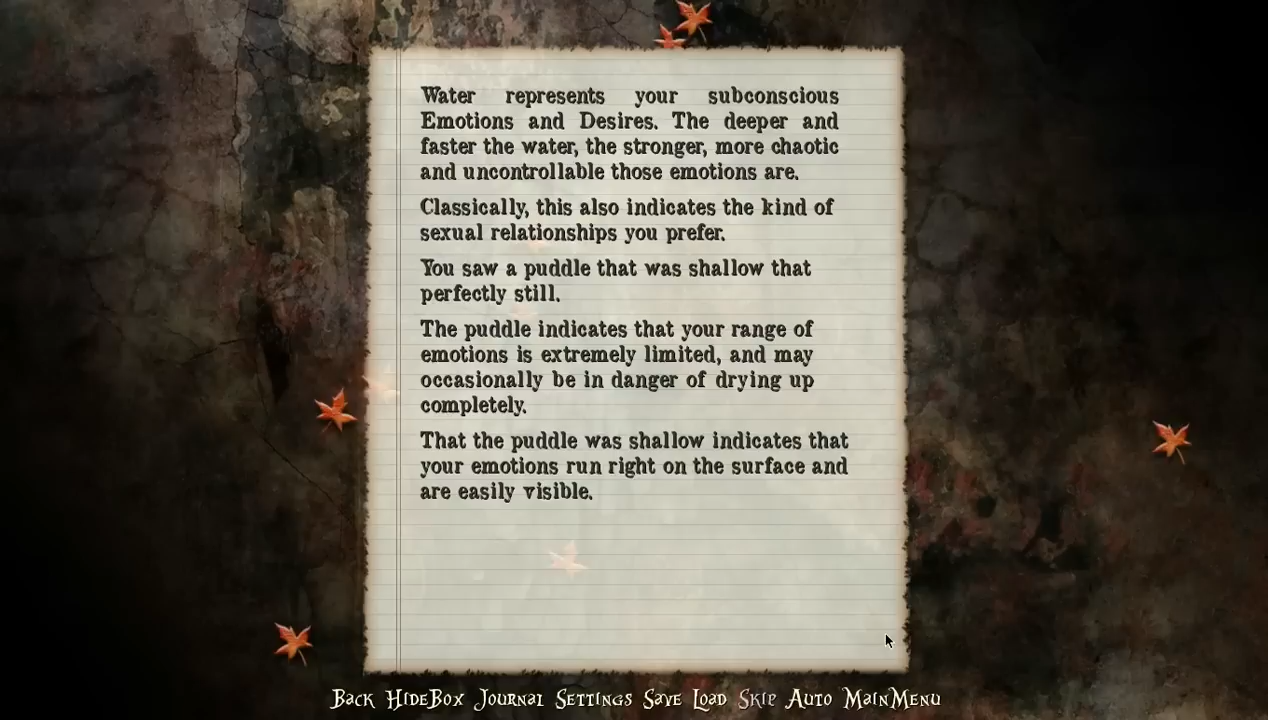 Water represents your subconscious
Emotions and Desires. The deeper and
faster the water, the stronger, more chaotic
and uncontrollable those emotions are.
Classically, this also indicates the kind of
sexual relationships you prefer.
You saw a puddle that was shallow that
perfectly still.
The puddle indicates that your range of
emotions is extremely limited, and may
occasionally be in danger of drying up
completely.
That the puddle was shallow indicates that
your emotions run right on the surface and
are easily visible.
Back HideBox Journal Settings Save Load Skip Auto MainMenu